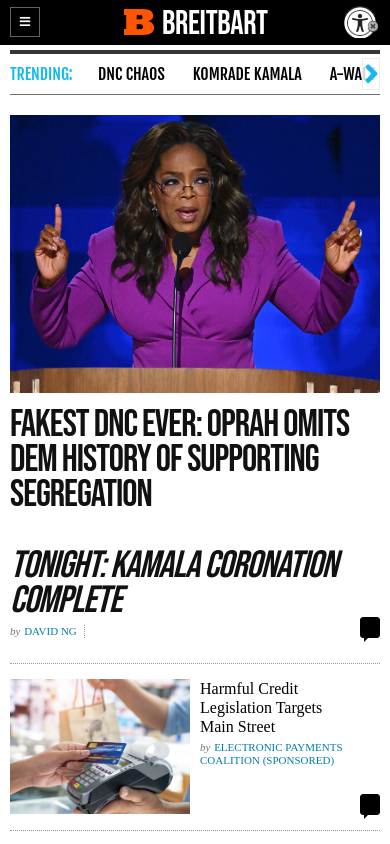 BREITBART
TRENDING:
DNC CHAOS
KOMRADE KAMALA
A-WA
FAKEST DNC EVER: OPRAH OMITS
DEM HISTORY OF SUPPORTING
SEGREGATION
TONIGHT: KAMALA CORONATION
COMPLETE
by DAVID NG
Harmful Credit
Legislation Targets
Main Street
by ELECTRONIC PAYMENTS
COALITION (SPONSORED)